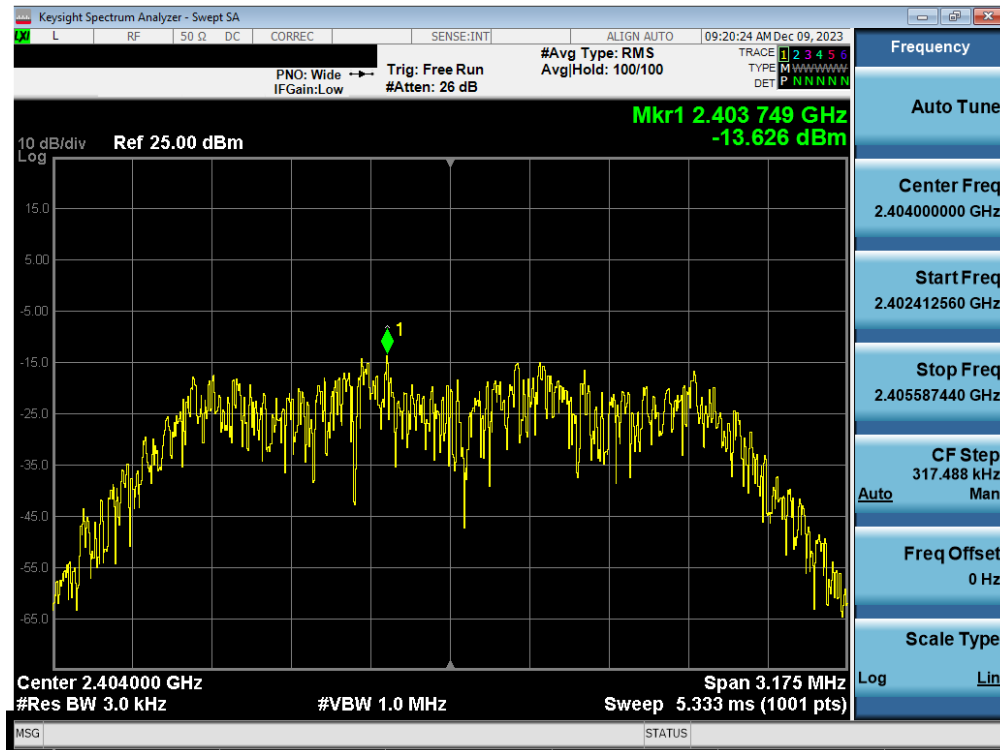 Keysight Spectrum Analyzer - Swept SA
LXI L RF 50 Ω DC CORREC SENSE:INT ALIGN AUTO 09:20:24 AM Dec 09, 2023
PNO: Wide
IFGain:Low
Trig: Free Run
#Atten: 26 dB
#Avg Type: RMS
Avg|Hold: 100/100
TRACE 1 2 3 4 5 6
TYPE M W W W W W
DET P N N N N N
Mkr1 2.403 749 GHz
-13.626 dBm
10 dB/div Ref 25.00 dBm
Log
15.0
5.00
-5.00
-15.0
-25.0
-35.0
-45.0
-55.0
-65.0
1
Center 2.404000 GHz Span 3.175 MHz
#Res BW 3.0 kHz #VBW 1.0 MHz Sweep 5.333 ms (1001 pts)
MSG STATUS
Frequency
Auto Tune
Center Freq
2.404000000 GHz
Start Freq
2.402412560 GHz
Stop Freq
2.405587440 GHz
CF Step
317.488 kHz
Auto Man
Freq Offset
0 Hz
Scale Type
Log Lin